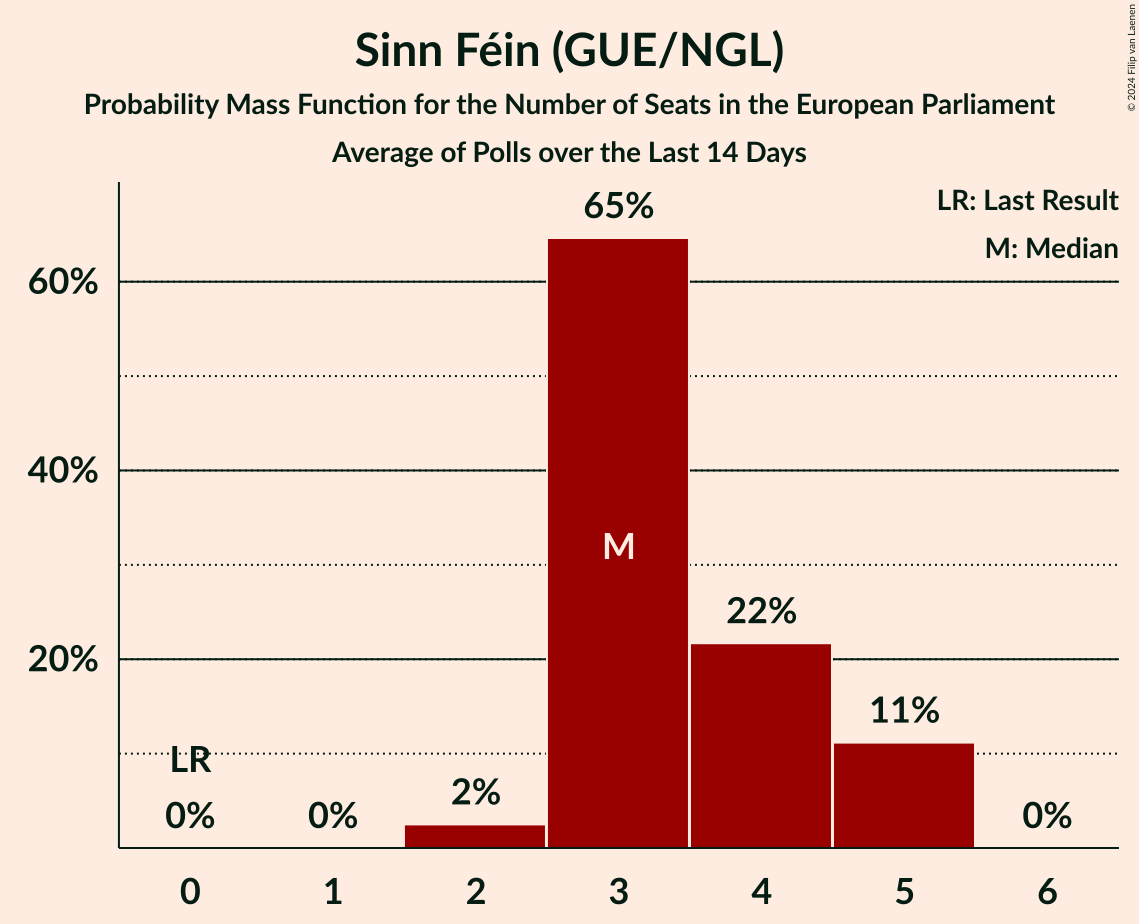 Sinn Féin (GUE/NGL)
Probability Mass Function for the Number of Seats in the European Parliament
Average of Polls over the Last 14 Days
© 2024 Filip van Laenen
LR: Last Result
M: Median
60%
40%
20%
LR
0%
0%
2%
65%
M
22%
11%
0%
0 1 2 3 4 5 6